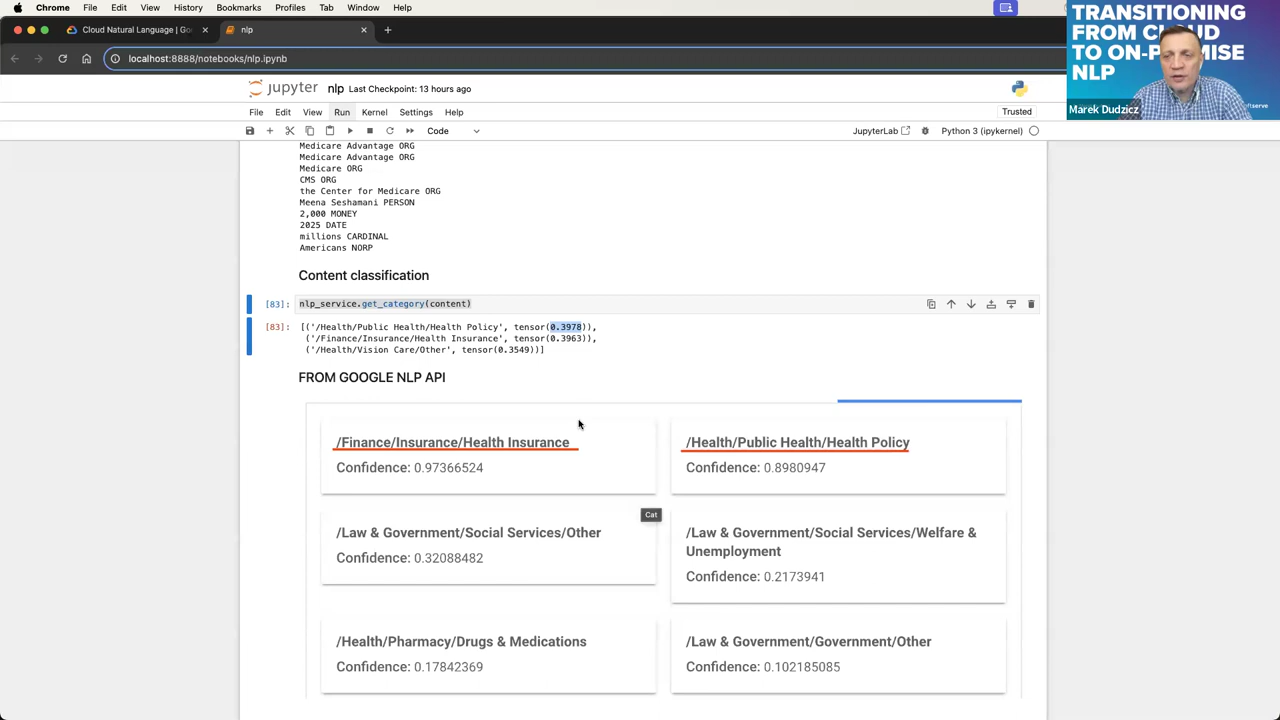 Chrome File Edit View History Bookmarks Profiles Tab Window Help
Cloud Natural Language | Go
nlp
localhost:8888/notebooks/nlp.ipynb
TRANSITIONING
FROM CLOUD
TO ON-PREMISE
NLP
Marek Dudzicz
jupyter nlp Last Checkpoint: 13 hours ago
File Edit View Run Kernel Settings Help
Trusted
Code
JupyterLab
Python 3 (ipykernel)
Medicare Advantage ORG
Medicare Advantage ORG
Medicare ORG
CMS ORG
the Center for Medicare ORG
Meena Seshamani PERSON
2,000 MONEY
2025 DATE
millions CARDINAL
Americans NORP
Content classification
[83]: nlp_service.get_category(content)
[83]: [('/Health/Public Health/Health Policy', tensor(0.3978)),
('/Finance/Insurance/Health Insurance', tensor(0.3963)),
('/Health/Vision Care/Other', tensor(0.3549))]
FROM GOOGLE NLP API
/Finance/Insurance/Health Insurance
Confidence: 0.97366524
/Health/Public Health/Health Policy
Confidence: 0.8980947
Cat
/Law & Government/Social Services/Other
Confidence: 0.32088482
/Law & Government/Social Services/Welfare &
Unemployment
Confidence: 0.2173941
/Health/Pharmacy/Drugs & Medications
Confidence: 0.17842369
/Law & Government/Government/Other
Confidence: 0.102185085